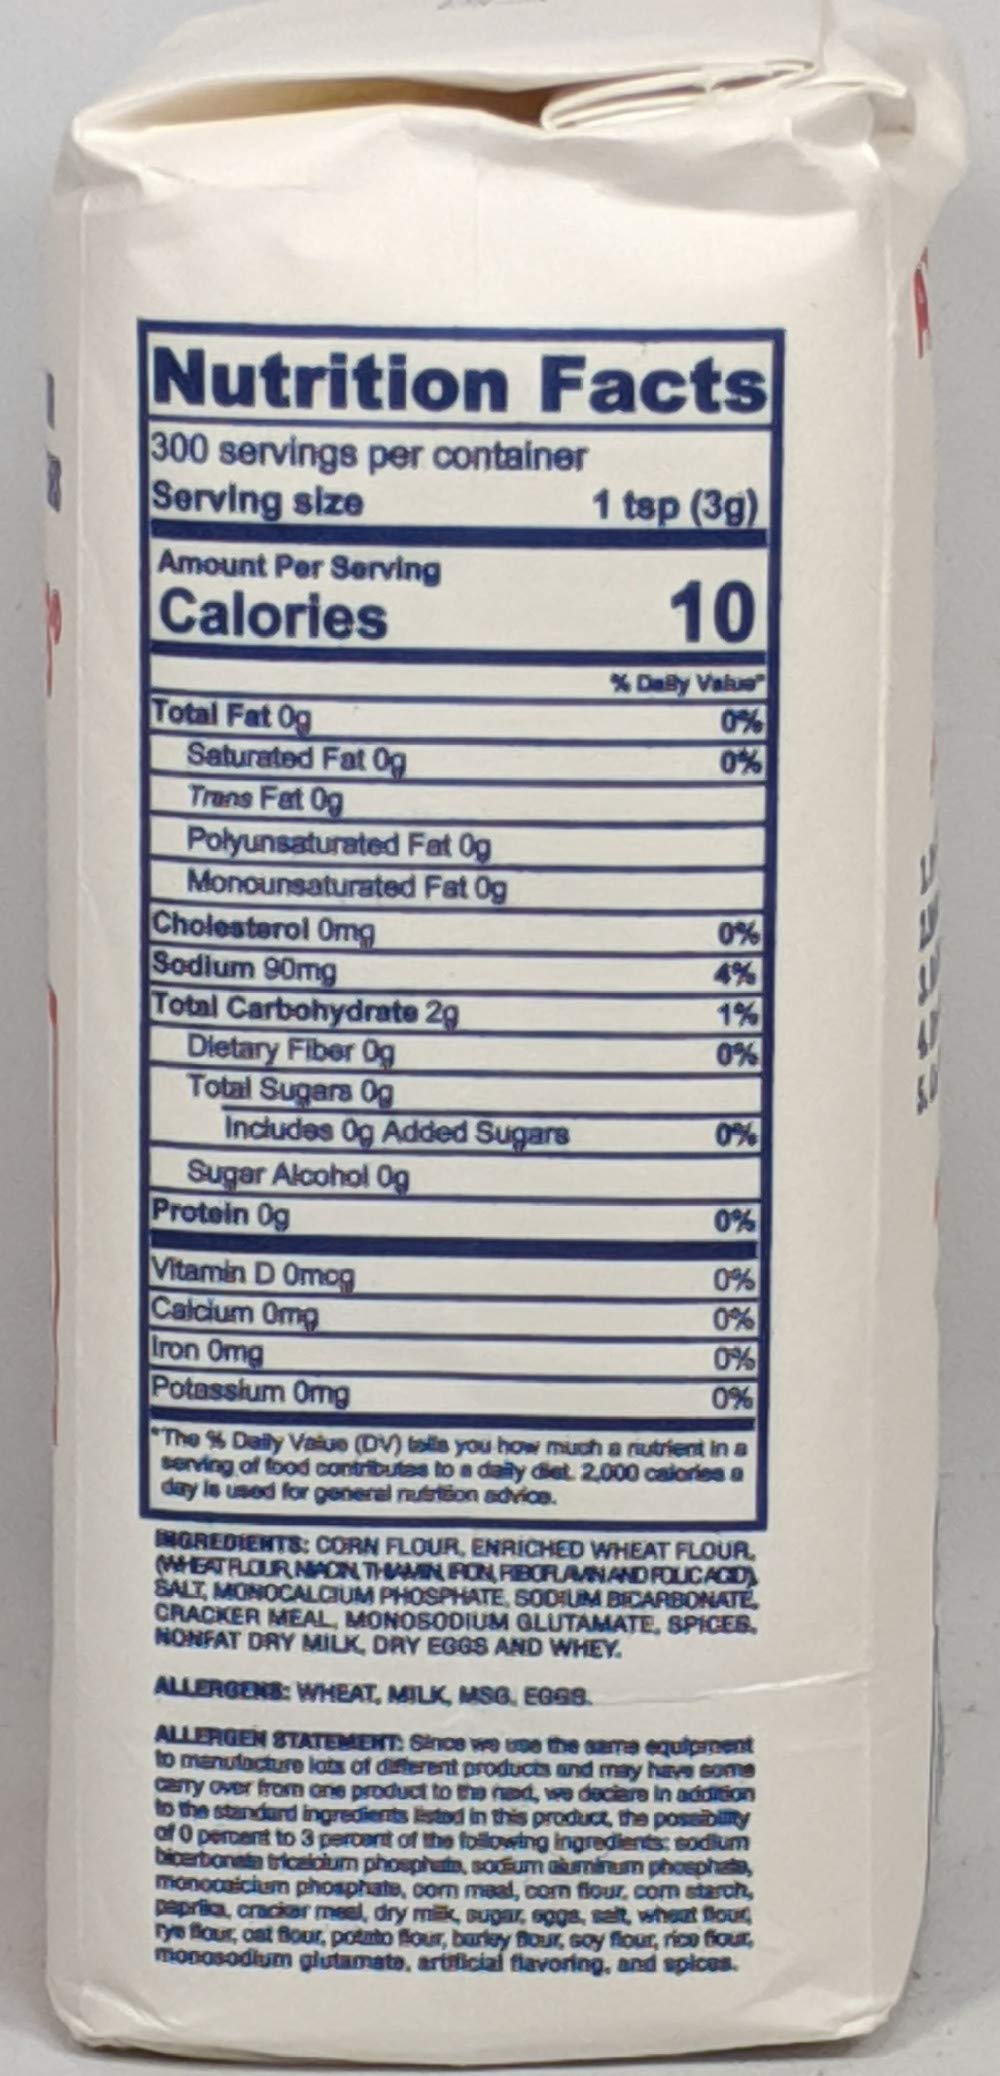 Nutrition Facts
300 servings per container
Serving size 1 tsp (3g)
Amount Per Serving
Calories 10
% Daily Value*
Total Fat 0g 0%
Saturated Fat 0g 0%
Trans Fat 0g
Polyunsaturated Fat 0g
Monounsaturated Fat 0g
Cholesterol 0mg 0%
Sodium 90mg 4%
Total Carbohydrate 2g 1%
Dietary Fiber 0g 0%
Total Sugars 0g
Includes 0g Added Sugars 0%
Sugar Alcohol 0g
Protein 0g 0%
Vitamin D 0mcg 0%
Calcium 0mg 0%
Iron 0mg 0%
Potassium 0mg 0%
*The % Daily Value (DV) tells you how much a nutrient in a
serving of food contributes to a daily diet. 2,000 calories a
day is used for general nutrition advice.
INGREDIENTS: CORN FLOUR, ENRICHED WHEAT FLOUR,
(WHEAT FLOUR, NIACIN, THIAMIN, IRON, RIBOFLAVIN AND FOLIC ACID),
SALT, MONOCALCIUM PHOSPHATE, SODIUM BICARBONATE,
CRACKER MEAL, MONOSODIUM GLUTAMATE, SPICES,
NONFAT DRY MILK, DRY EGGS AND WHEY.
ALLERGENS: WHEAT, MILK, MSG, EGGS.
ALLERGEN STATEMENT: Since we use the same equipment
to manufacture lots of different products and may have some
carry over from one product to the next, we declare in addition
to the standard ingredients listed in this product, the possibility
of 0 percent to 3 percent of the following ingredients: sodium
bicarbonate tricalcium phosphate, sodium aluminum phosphate,
monocalcium phosphate, corn meal, corn flour, corn starch,
paprika, cracker meal, dry milk, sugar, eggs, salt, wheat flour,
rye flour, oat flour, potato flour, barley flour, soy flour, rice flour,
monosodium glutamate, artificial flavoring, and spices.